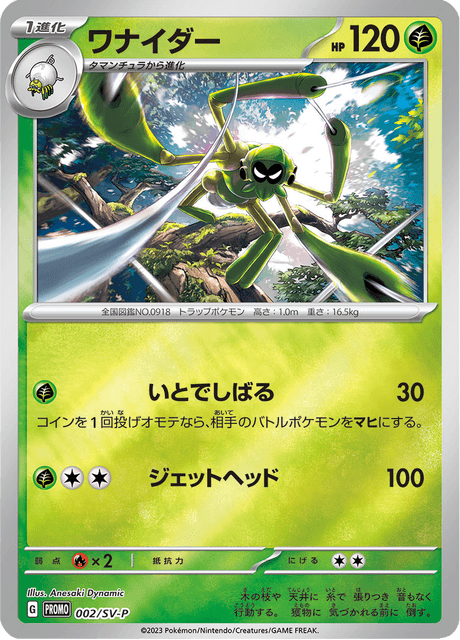 1進化
ワナイダー
HP 120
タマンチュラから進化
全国図鑑NO.0918 トラップポケモン 高さ:1.0m 重さ:16.5kg
いとでしばる 30
コインを1回投げオモテなら、相手のバトルポケモンをマヒにする。
ジェットヘッド 100
弱点 ×2 抵抗力 にげる
Illus. Anesaki Dynamic
G PROMO 002/SV-P
木の枝や 天井に 糸で 張りつき 音もなく
行動する。 獲物に 気づかれる前に 倒す。
©2023 Pokémon/Nintendo/Creatures/GAME FREAK.